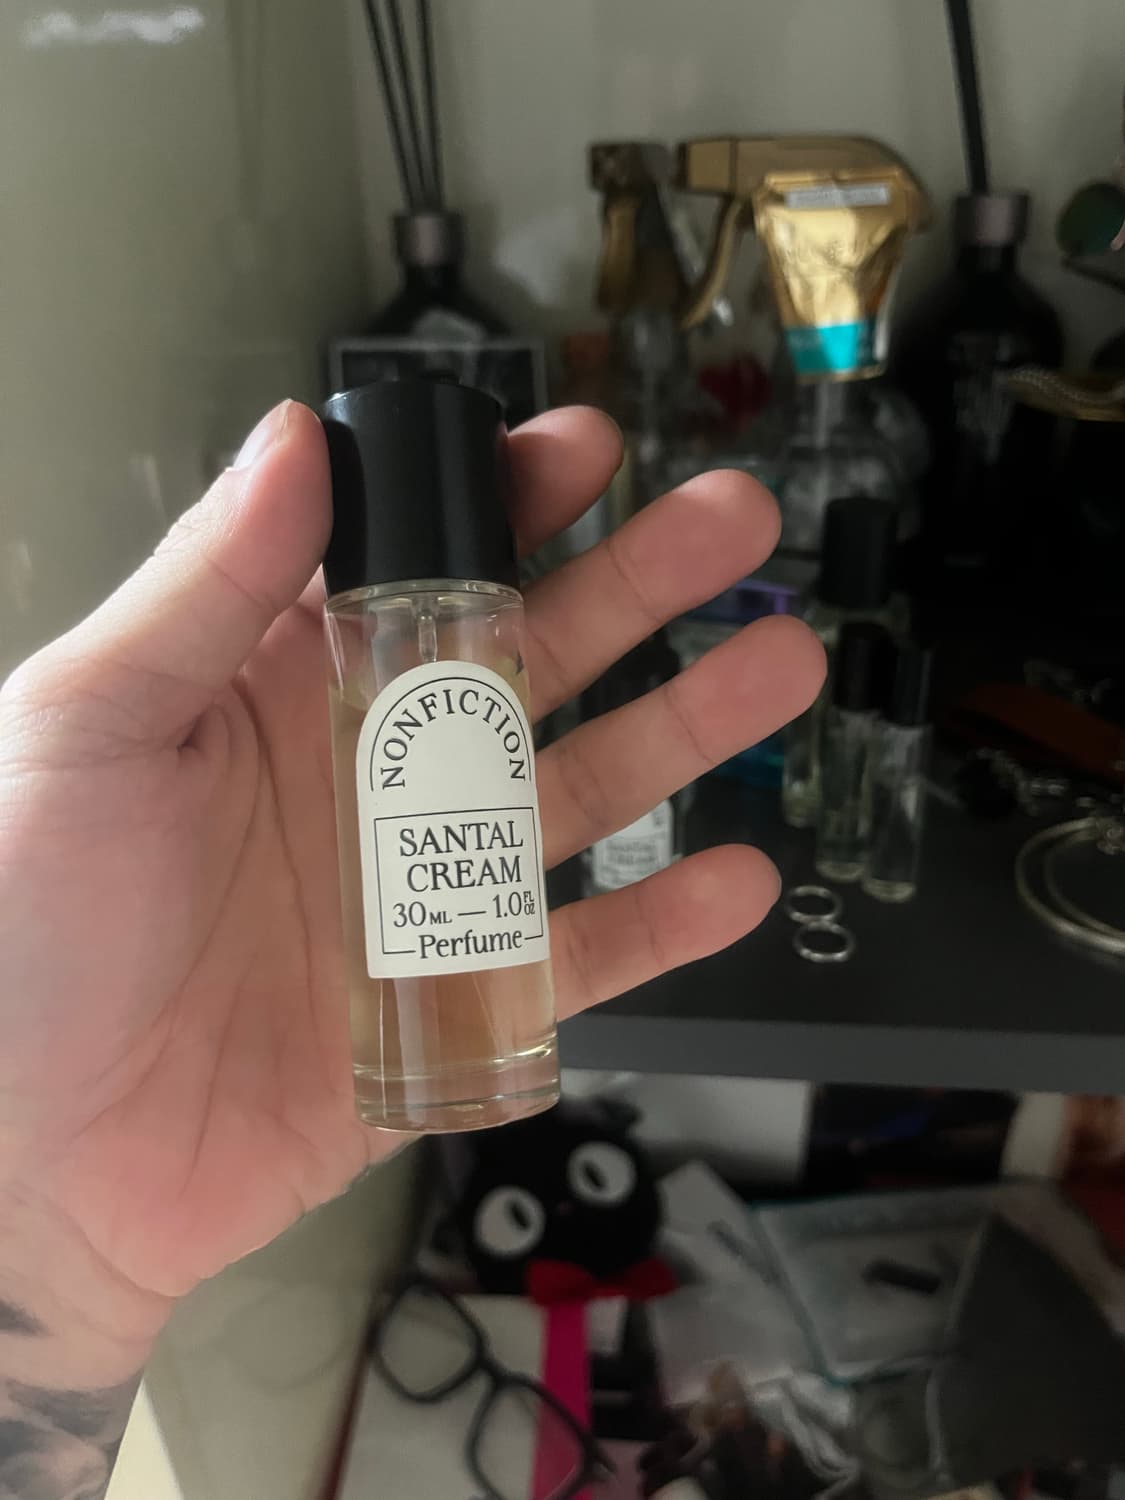 NONFICTION
SANTAL
CREAM
30ML — 1.0 FL OZ
Perfume